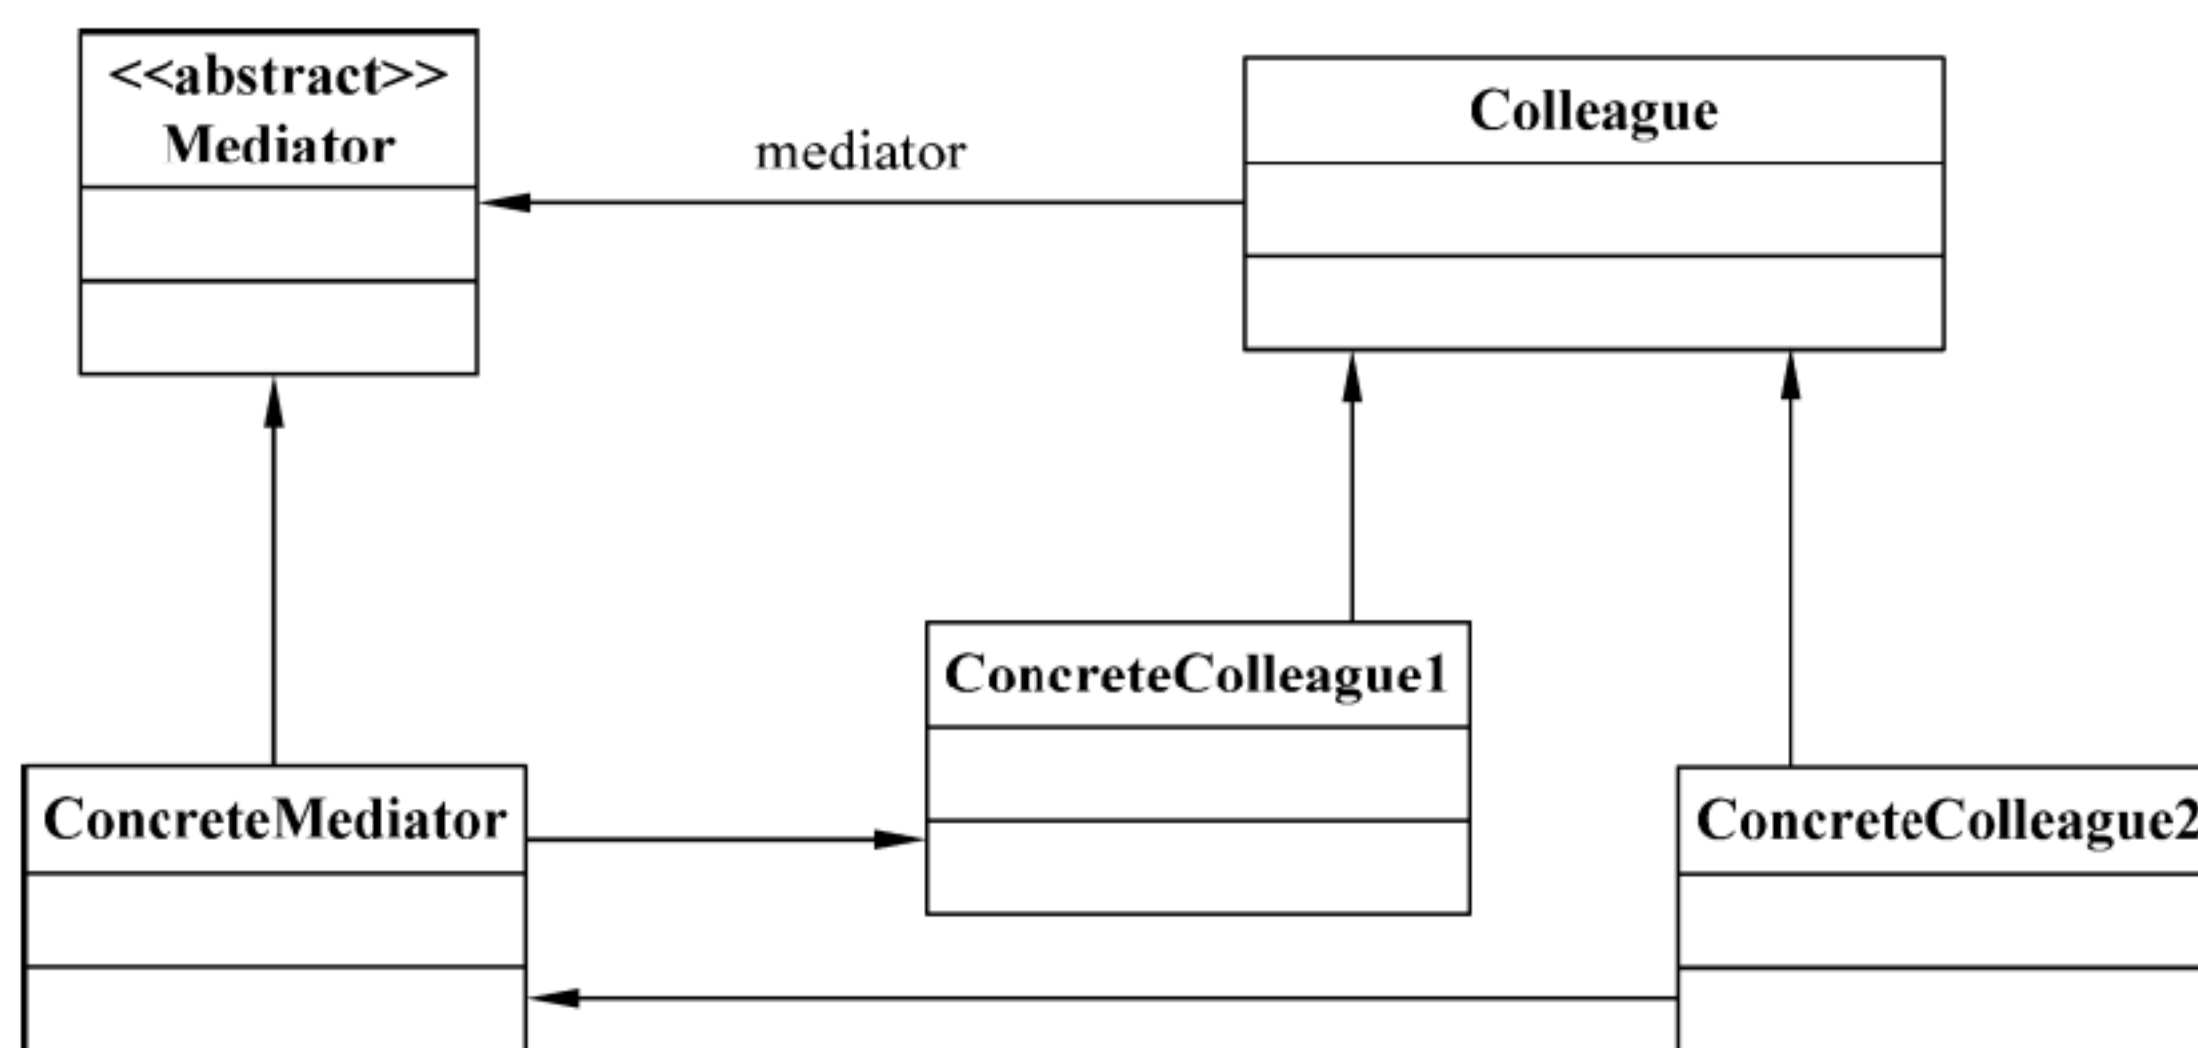 <<abstract>>
Mediator
Colleague
mediator
ConcreteColleague1
ConcreteMediator
ConcreteColleague2